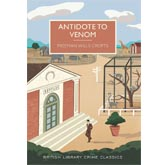 ANTIDOTE TO
VENOM
FREEMAN WILLS CROFTS
BRITISH LIBRARY CRIME CLASSICS